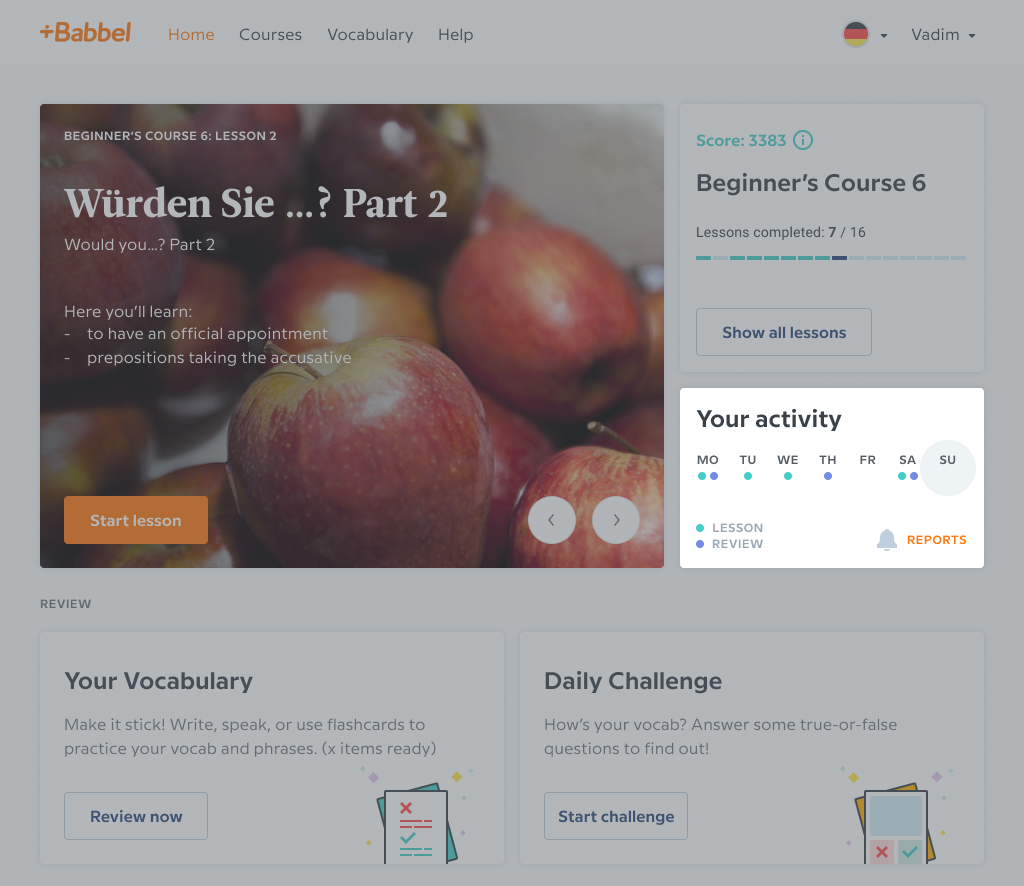 +Babbel
Home Courses Vocabulary Help
Vadim
BEGINNER'S COURSE 6: LESSON 2
Würden Sie …? Part 2
Would you…? Part 2
Here you'll learn:
- to have an official appointment
- prepositions taking the accusative
Start lesson
Score: 3383
Beginner's Course 6
Lessons completed: 7 / 16
Show all lessons
Your activity
MO TU WE TH FR SA SU
LESSON
REVIEW
REPORTS
REVIEW
Your Vocabulary
Make it stick! Write, speak, or use flashcards to
practice your vocab and phrases. (x items ready)
Review now
Daily Challenge
How's your vocab? Answer some true-or-false
questions to find out!
Start challenge